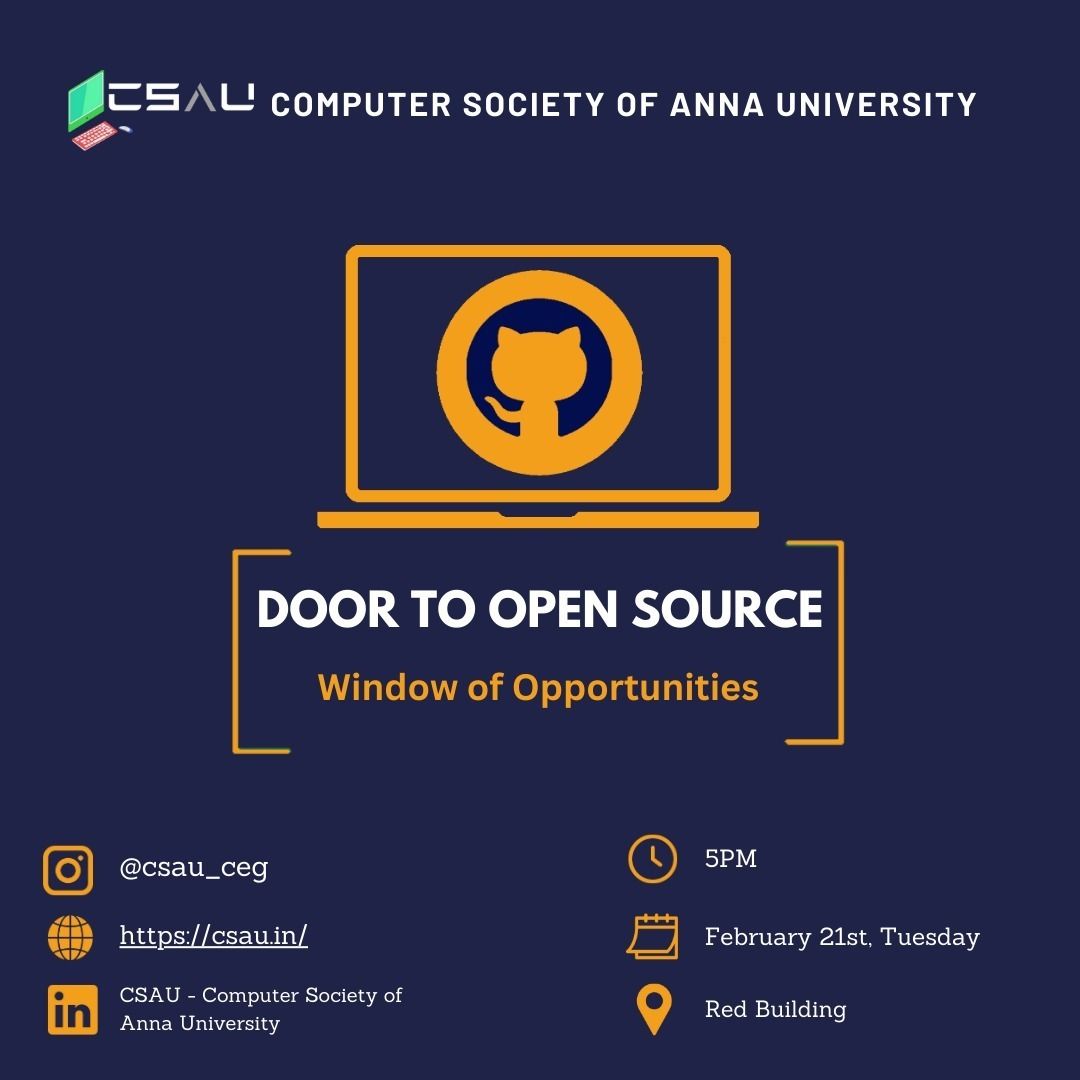 CSAU COMPUTER SOCIETY OF ANNA UNIVERSITY
DOOR TO OPEN SOURCE
Window of Opportunities
@csau_ceg
https://csau.in/
in CSAU - Computer Society of
Anna University
5PM
February 21st, Tuesday
Red Building